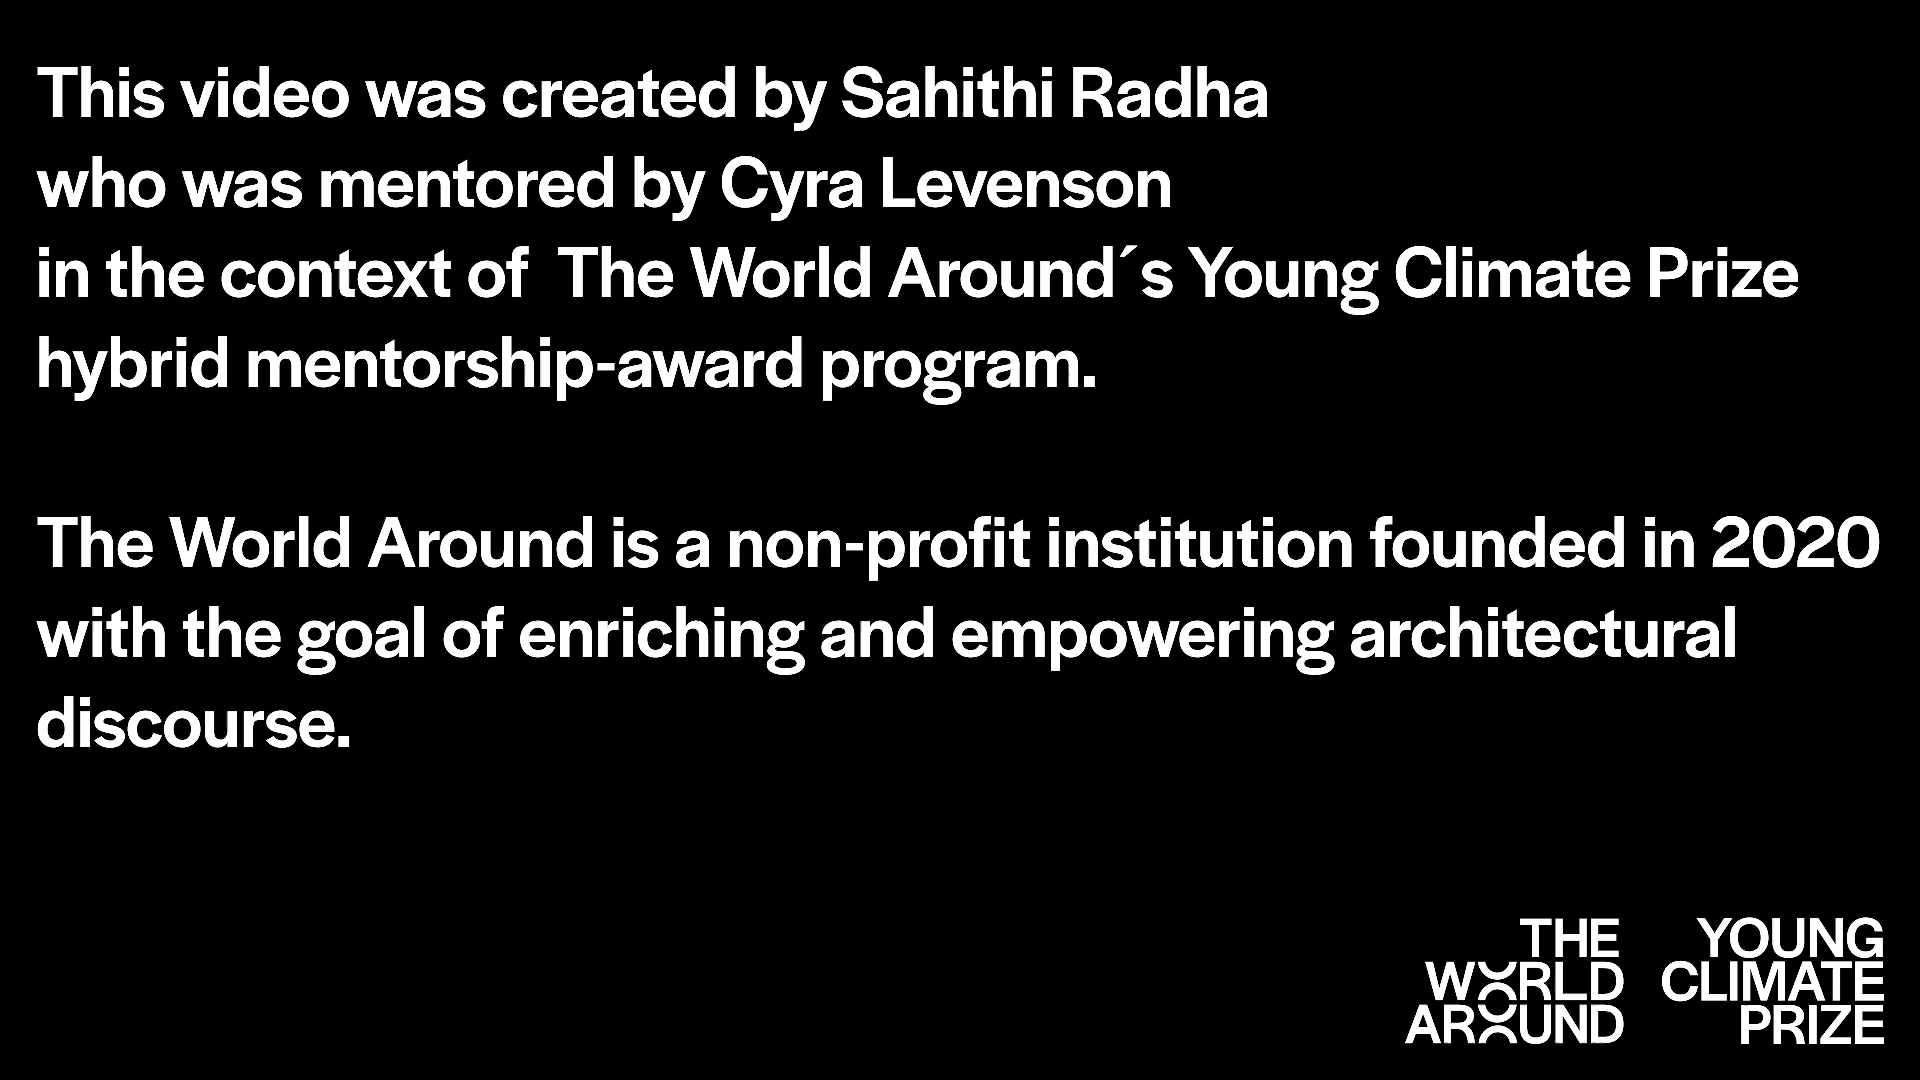 This video was created by Sahithi Radha
who was mentored by Cyra Levenson
in the context of  The World Around´s Young Climate Prize
hybrid mentorship-award program.
The World Around is a non-profit institution founded in 2020
with the goal of enriching and empowering architectural
discourse.
THE
WORLD
AROUND
YOUNG
CLIMATE
PRIZE